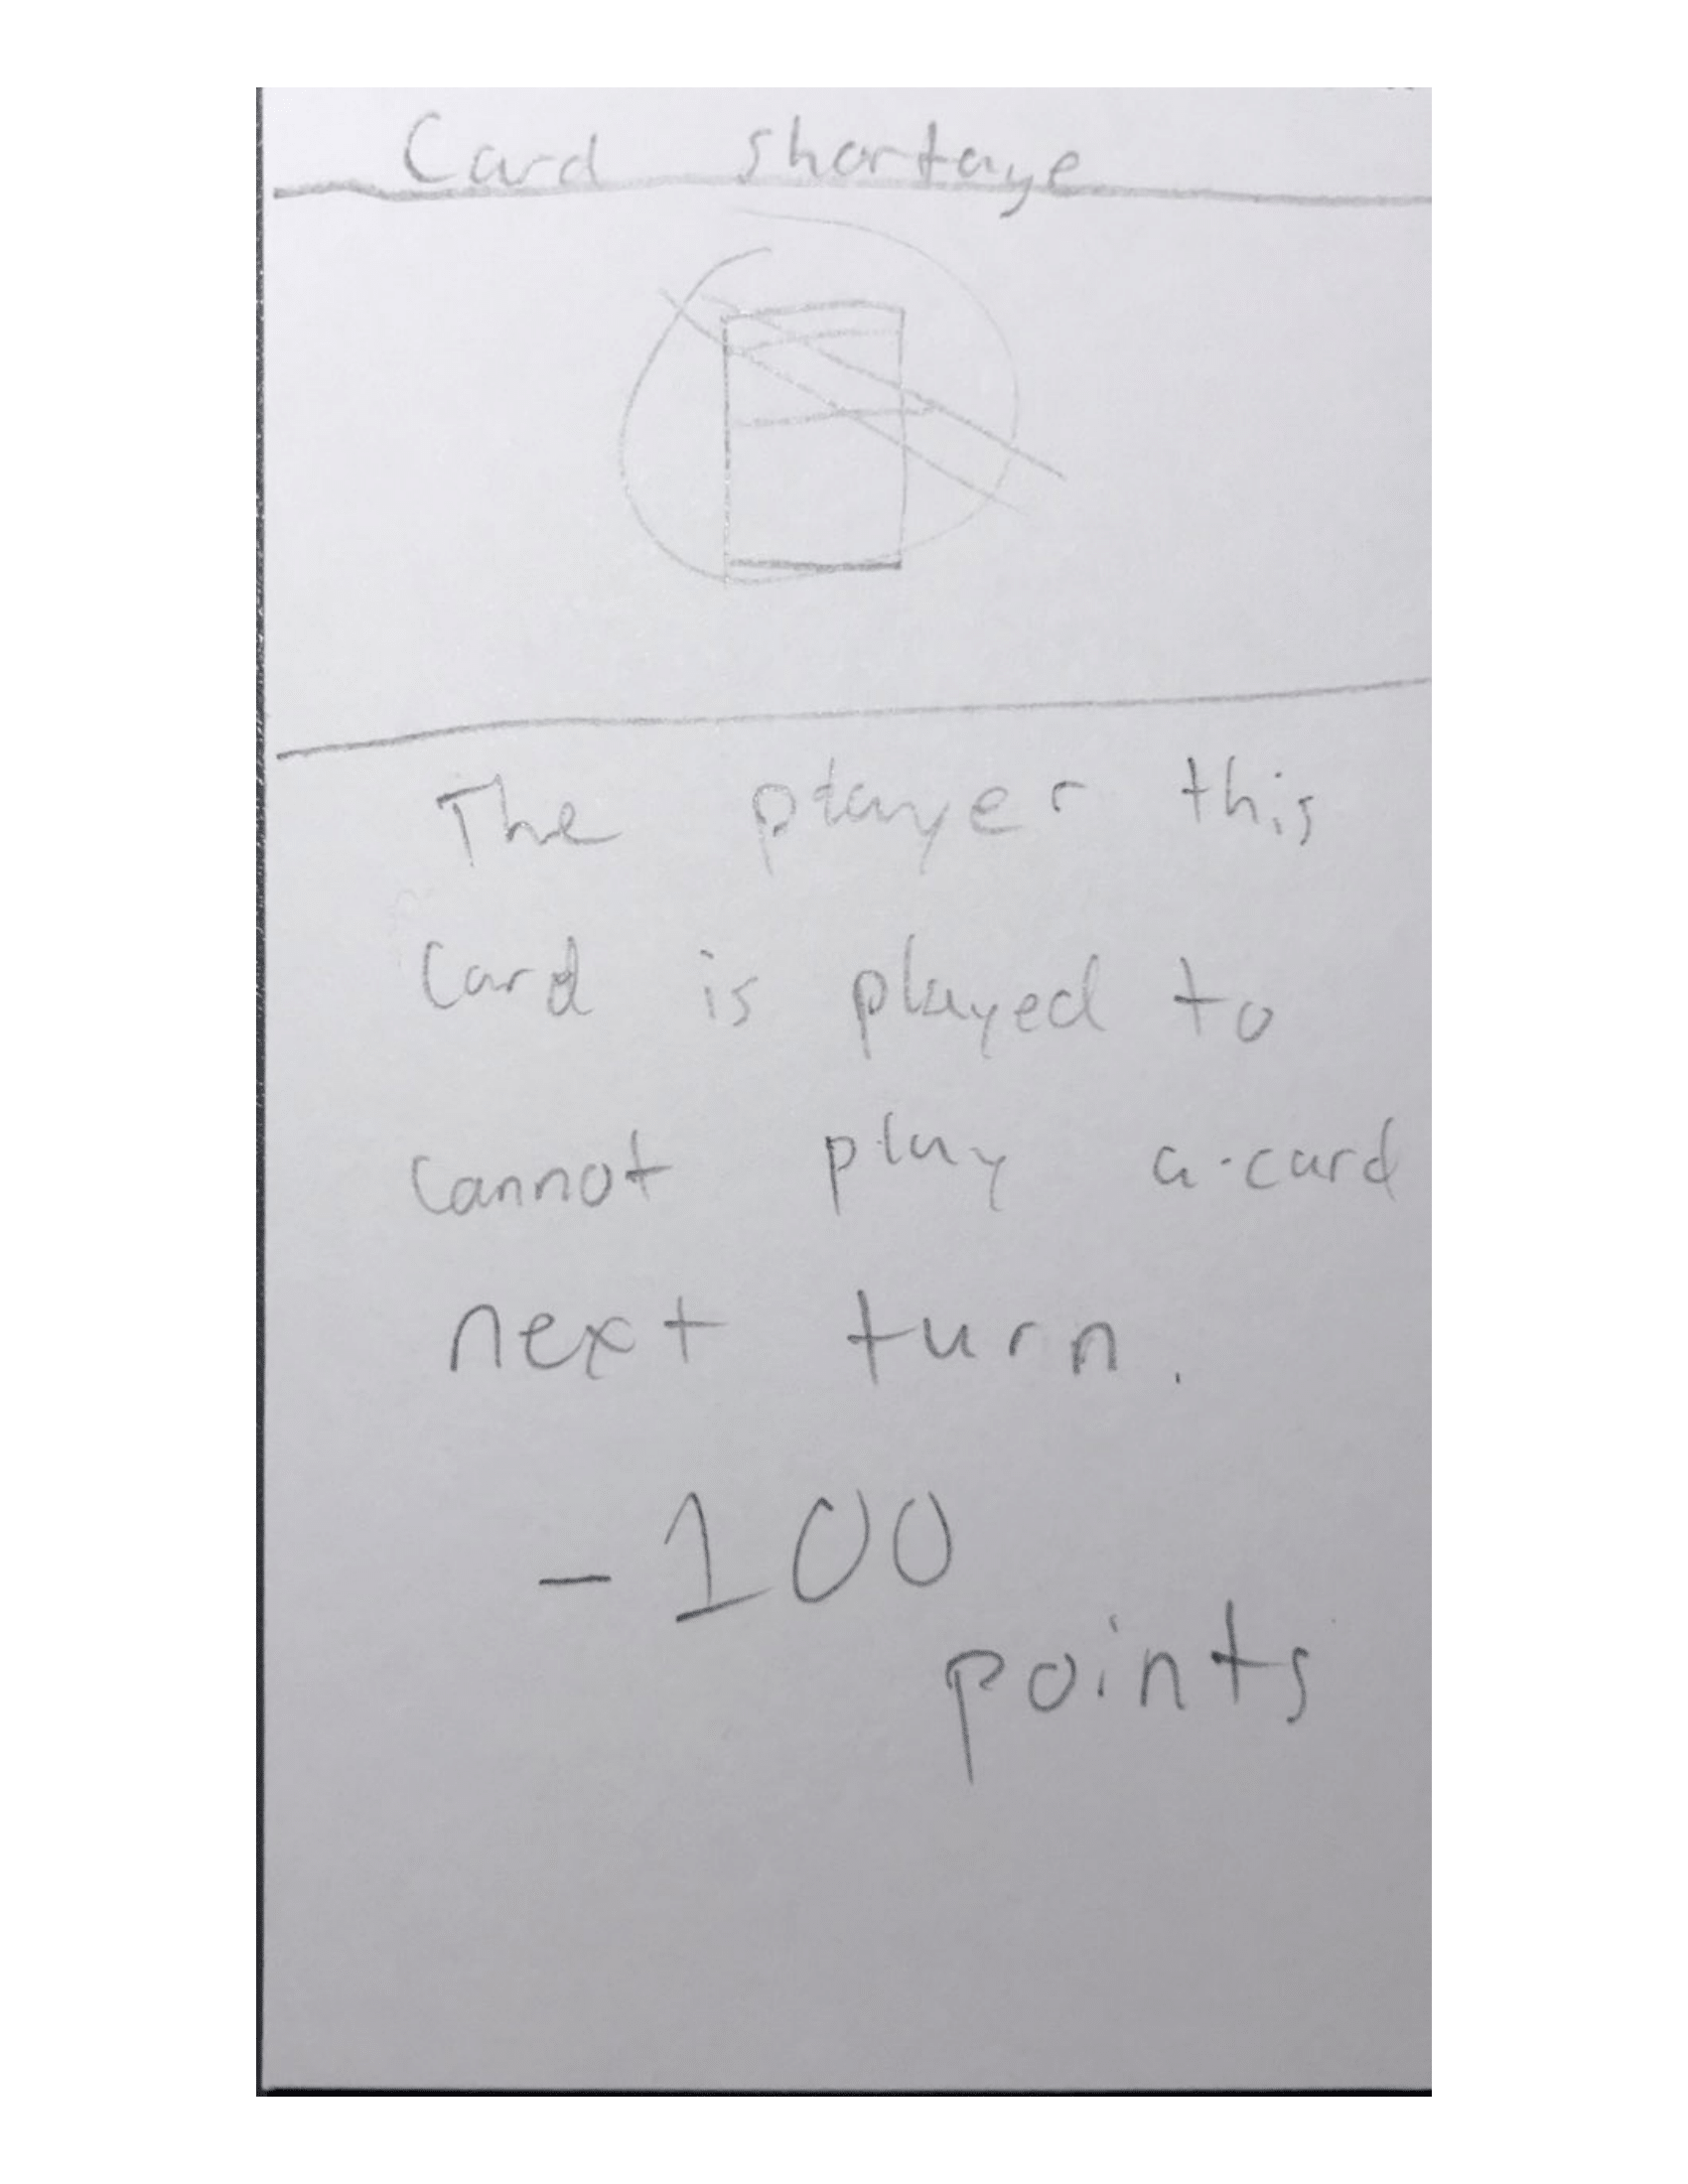 Card shortage
The player this
card is played to
cannot play a card
next turn.
-100
points